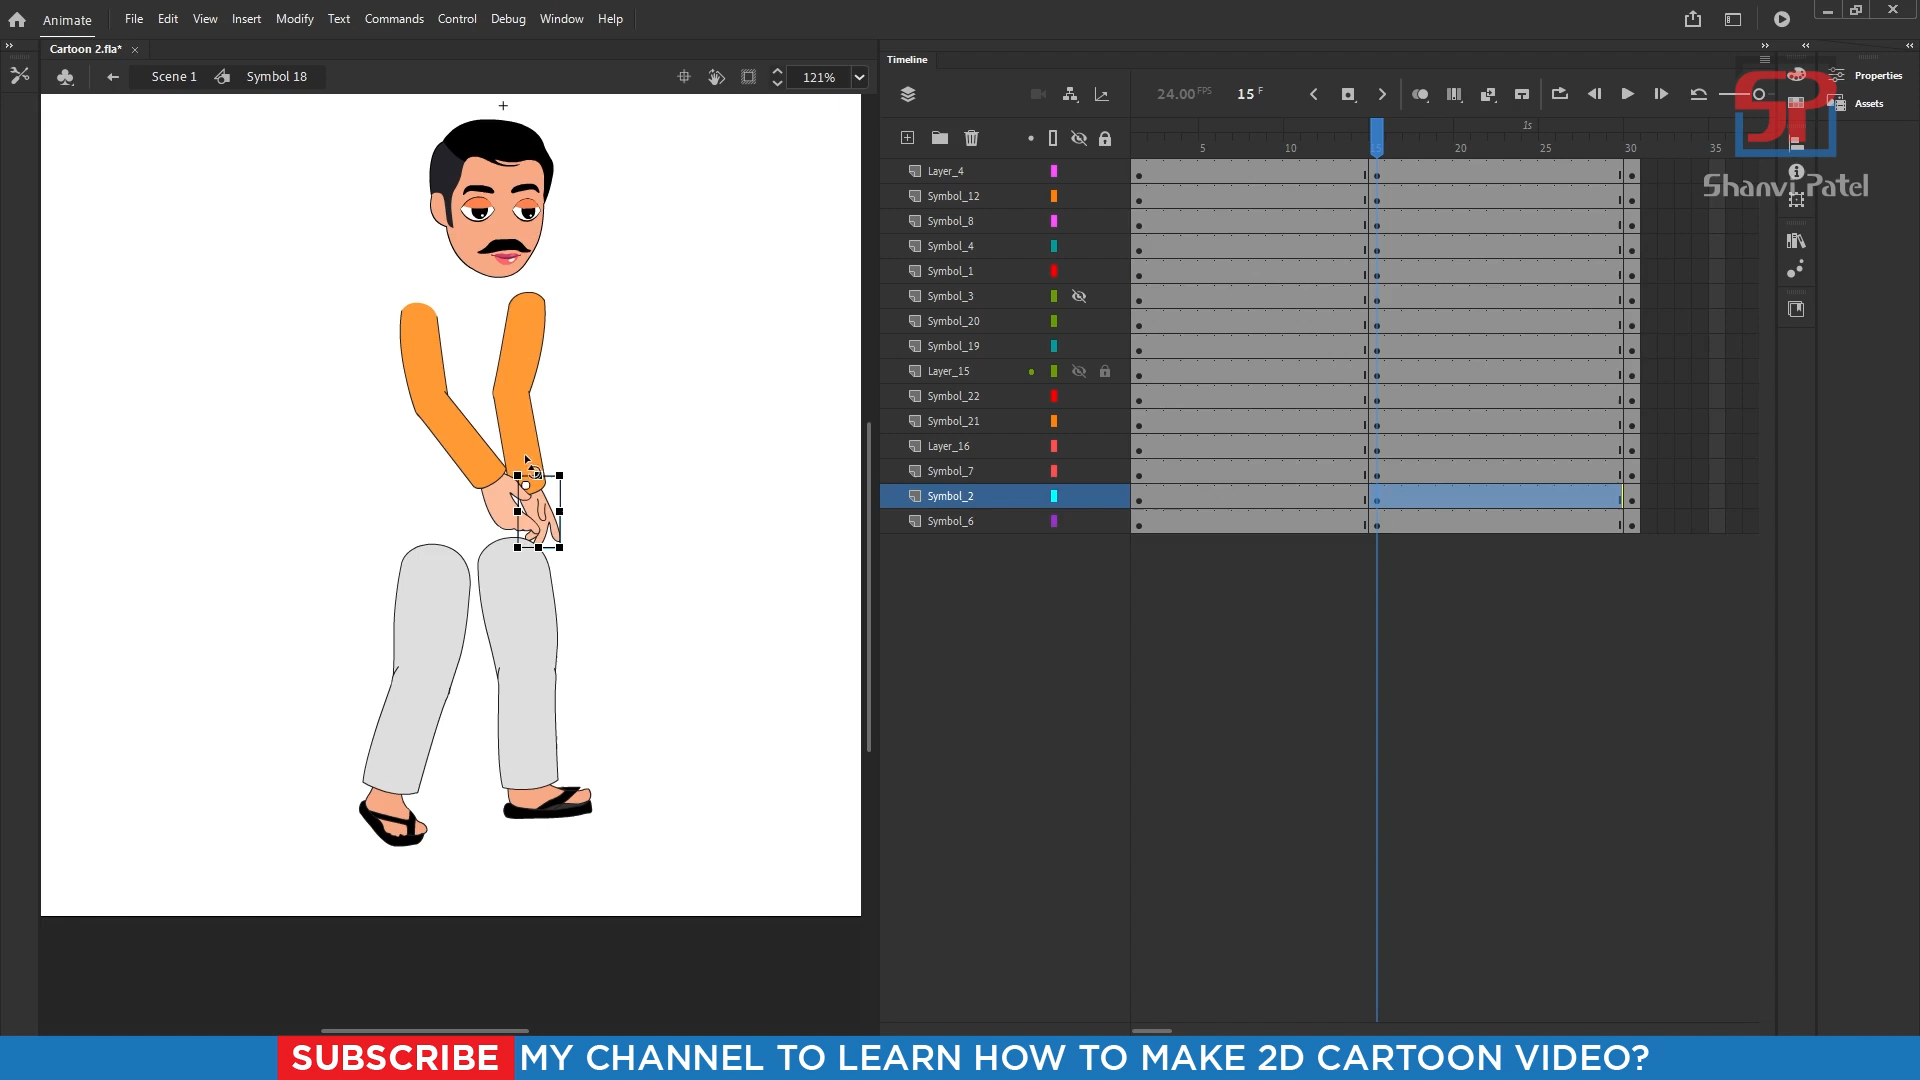 Animate File Edit View Insert Modify Text Commands Control Debug Window Help
Cartoon 2.fla*
Scene 1 Symbol 18 121%
Timeline
24.00 FPS 15 F
Properties
Assets
1s
5 10 15 20 25 30 35
Shanvi Patel
Layer_4
Symbol_12
Symbol_8
Symbol_4
Symbol_1
Symbol_3
Symbol_20
Symbol_19
Layer_15
Symbol_22
Symbol_21
Layer_16
Symbol_7
Symbol_2
Symbol_6
SUBSCRIBE MY CHANNEL TO LEARN HOW TO MAKE 2D CARTOON VIDEO?